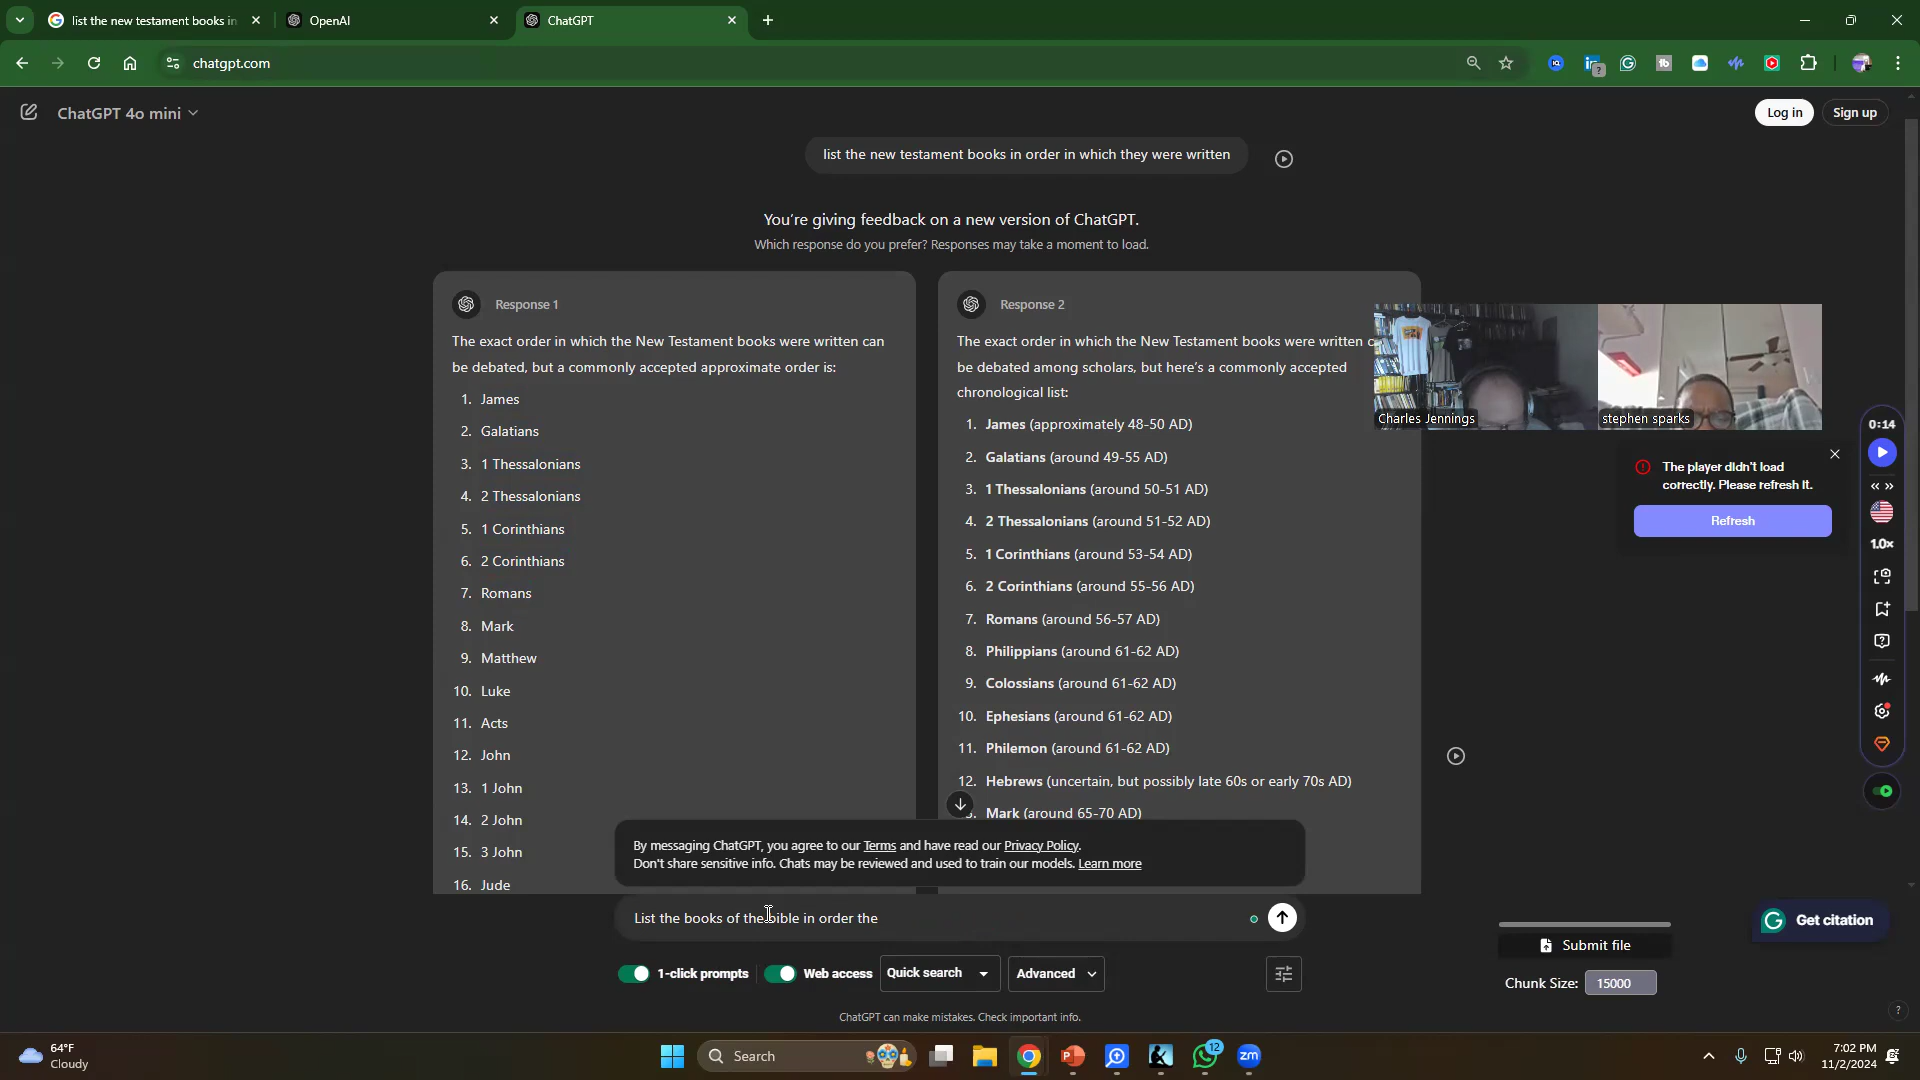 list the new testament books in
OpenAI
ChatGPT
chatgpt.com
ChatGPT 4o mini
Log in
Sign up
list the new testament books in order in which they were written
You're giving feedback on a new version of ChatGPT.
Which response do you prefer? Responses may take a moment to load.
Response 1
The exact order in which the New Testament books were written can
be debated, but a commonly accepted approximate order is:
1. James
2. Galatians
3. 1 Thessalonians
4. 2 Thessalonians
5. 1 Corinthians
6. 2 Corinthians
7. Romans
8. Mark
9. Matthew
10. Luke
11. Acts
12. John
13. 1 John
14. 2 John
15. 3 John
16. Jude
Response 2
The exact order in which the New Testament books were written
be debated among scholars, but here's a commonly accepted
chronological list:
1. James (approximately 48-50 AD)
2. Galatians (around 49-55 AD)
3. 1 Thessalonians (around 50-51 AD)
4. 2 Thessalonians (around 51-52 AD)
5. 1 Corinthians (around 53-54 AD)
6. 2 Corinthians (around 55-56 AD)
7. Romans (around 56-57 AD)
8. Philippians (around 61-62 AD)
9. Colossians (around 61-62 AD)
10. Ephesians (around 61-62 AD)
11. Philemon (around 61-62 AD)
12. Hebrews (uncertain, but possibly late 60s or early 70s AD)
Mark (around 65-70 AD)
Charles Jennings
stephen sparks
0:14
The player didn't load
correctly. Please refresh it.
Refresh
1.0×
By messaging ChatGPT, you agree to our Terms and have read our Privacy Policy.
Don't share sensitive info. Chats may be reviewed and used to train our models. Learn more
List the books of the bible in order the
Get citation
Submit file
Chunk Size: 15000
1-click prompts
Web access
Quick search
Advanced
ChatGPT can make mistakes. Check important info.
?
64°F
Cloudy
Search
12
zm
7:02 PM
11/2/2024